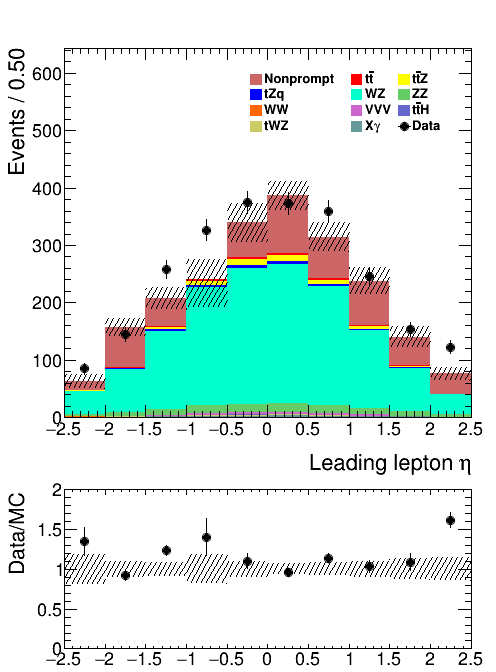 Events / 0.50
600
500
400
300
200
100
0
Nonprompt tt̄ tt̄Z
tZq WZ ZZ
WW VVV tt̄H
tWZ Xγ Data
−2.5 −2 −1.5 −1 −0.5 0 0.5 1 1.5 2 2.5
Leading lepton η
Data/MC
2
1.5
1
0.5
0
−2.5 −2 −1.5 −1 −0.5 0 0.5 1 1.5 2 2.5